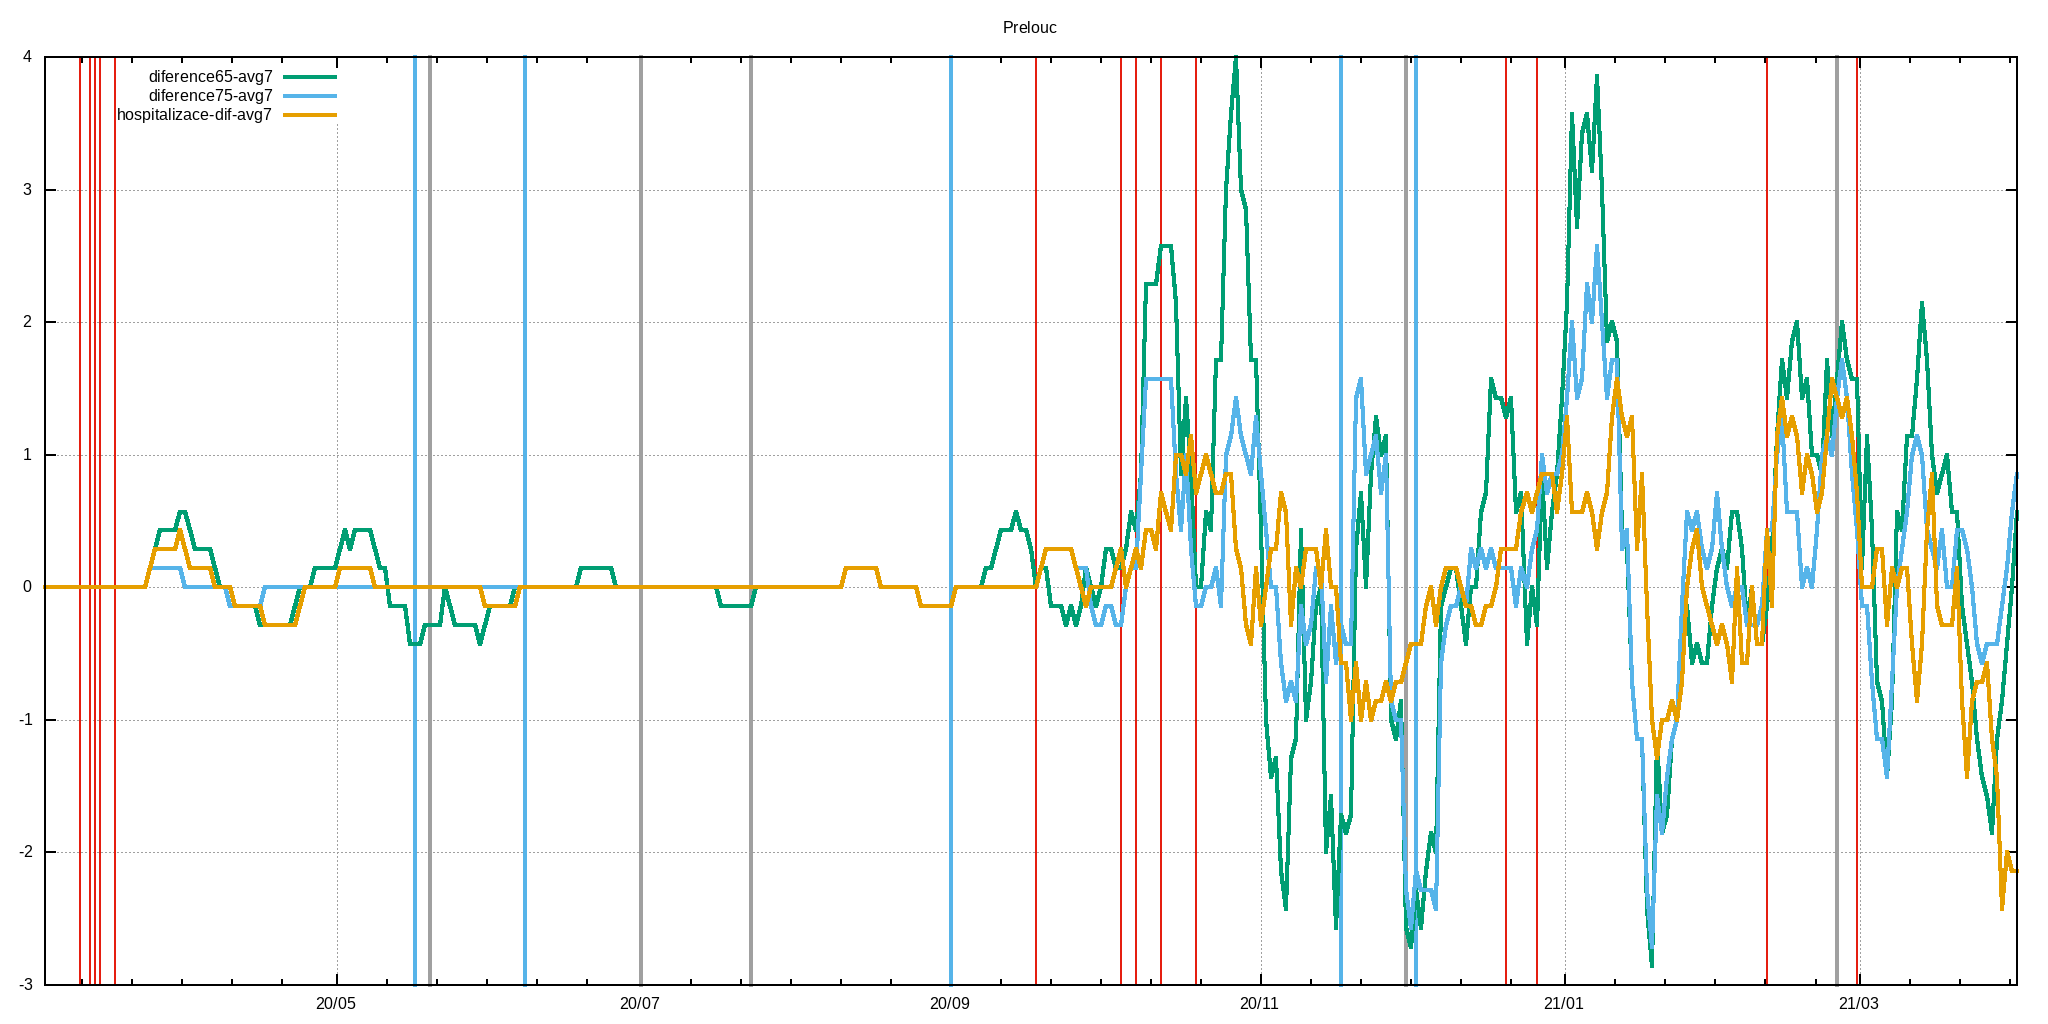 Prelouc
diference65-avg7
diference75-avg7
hospitalizace-dif-avg7
4
3
2
1
0
-1
-2
-3
20/05 20/07 20/09 20/11 21/01 21/03